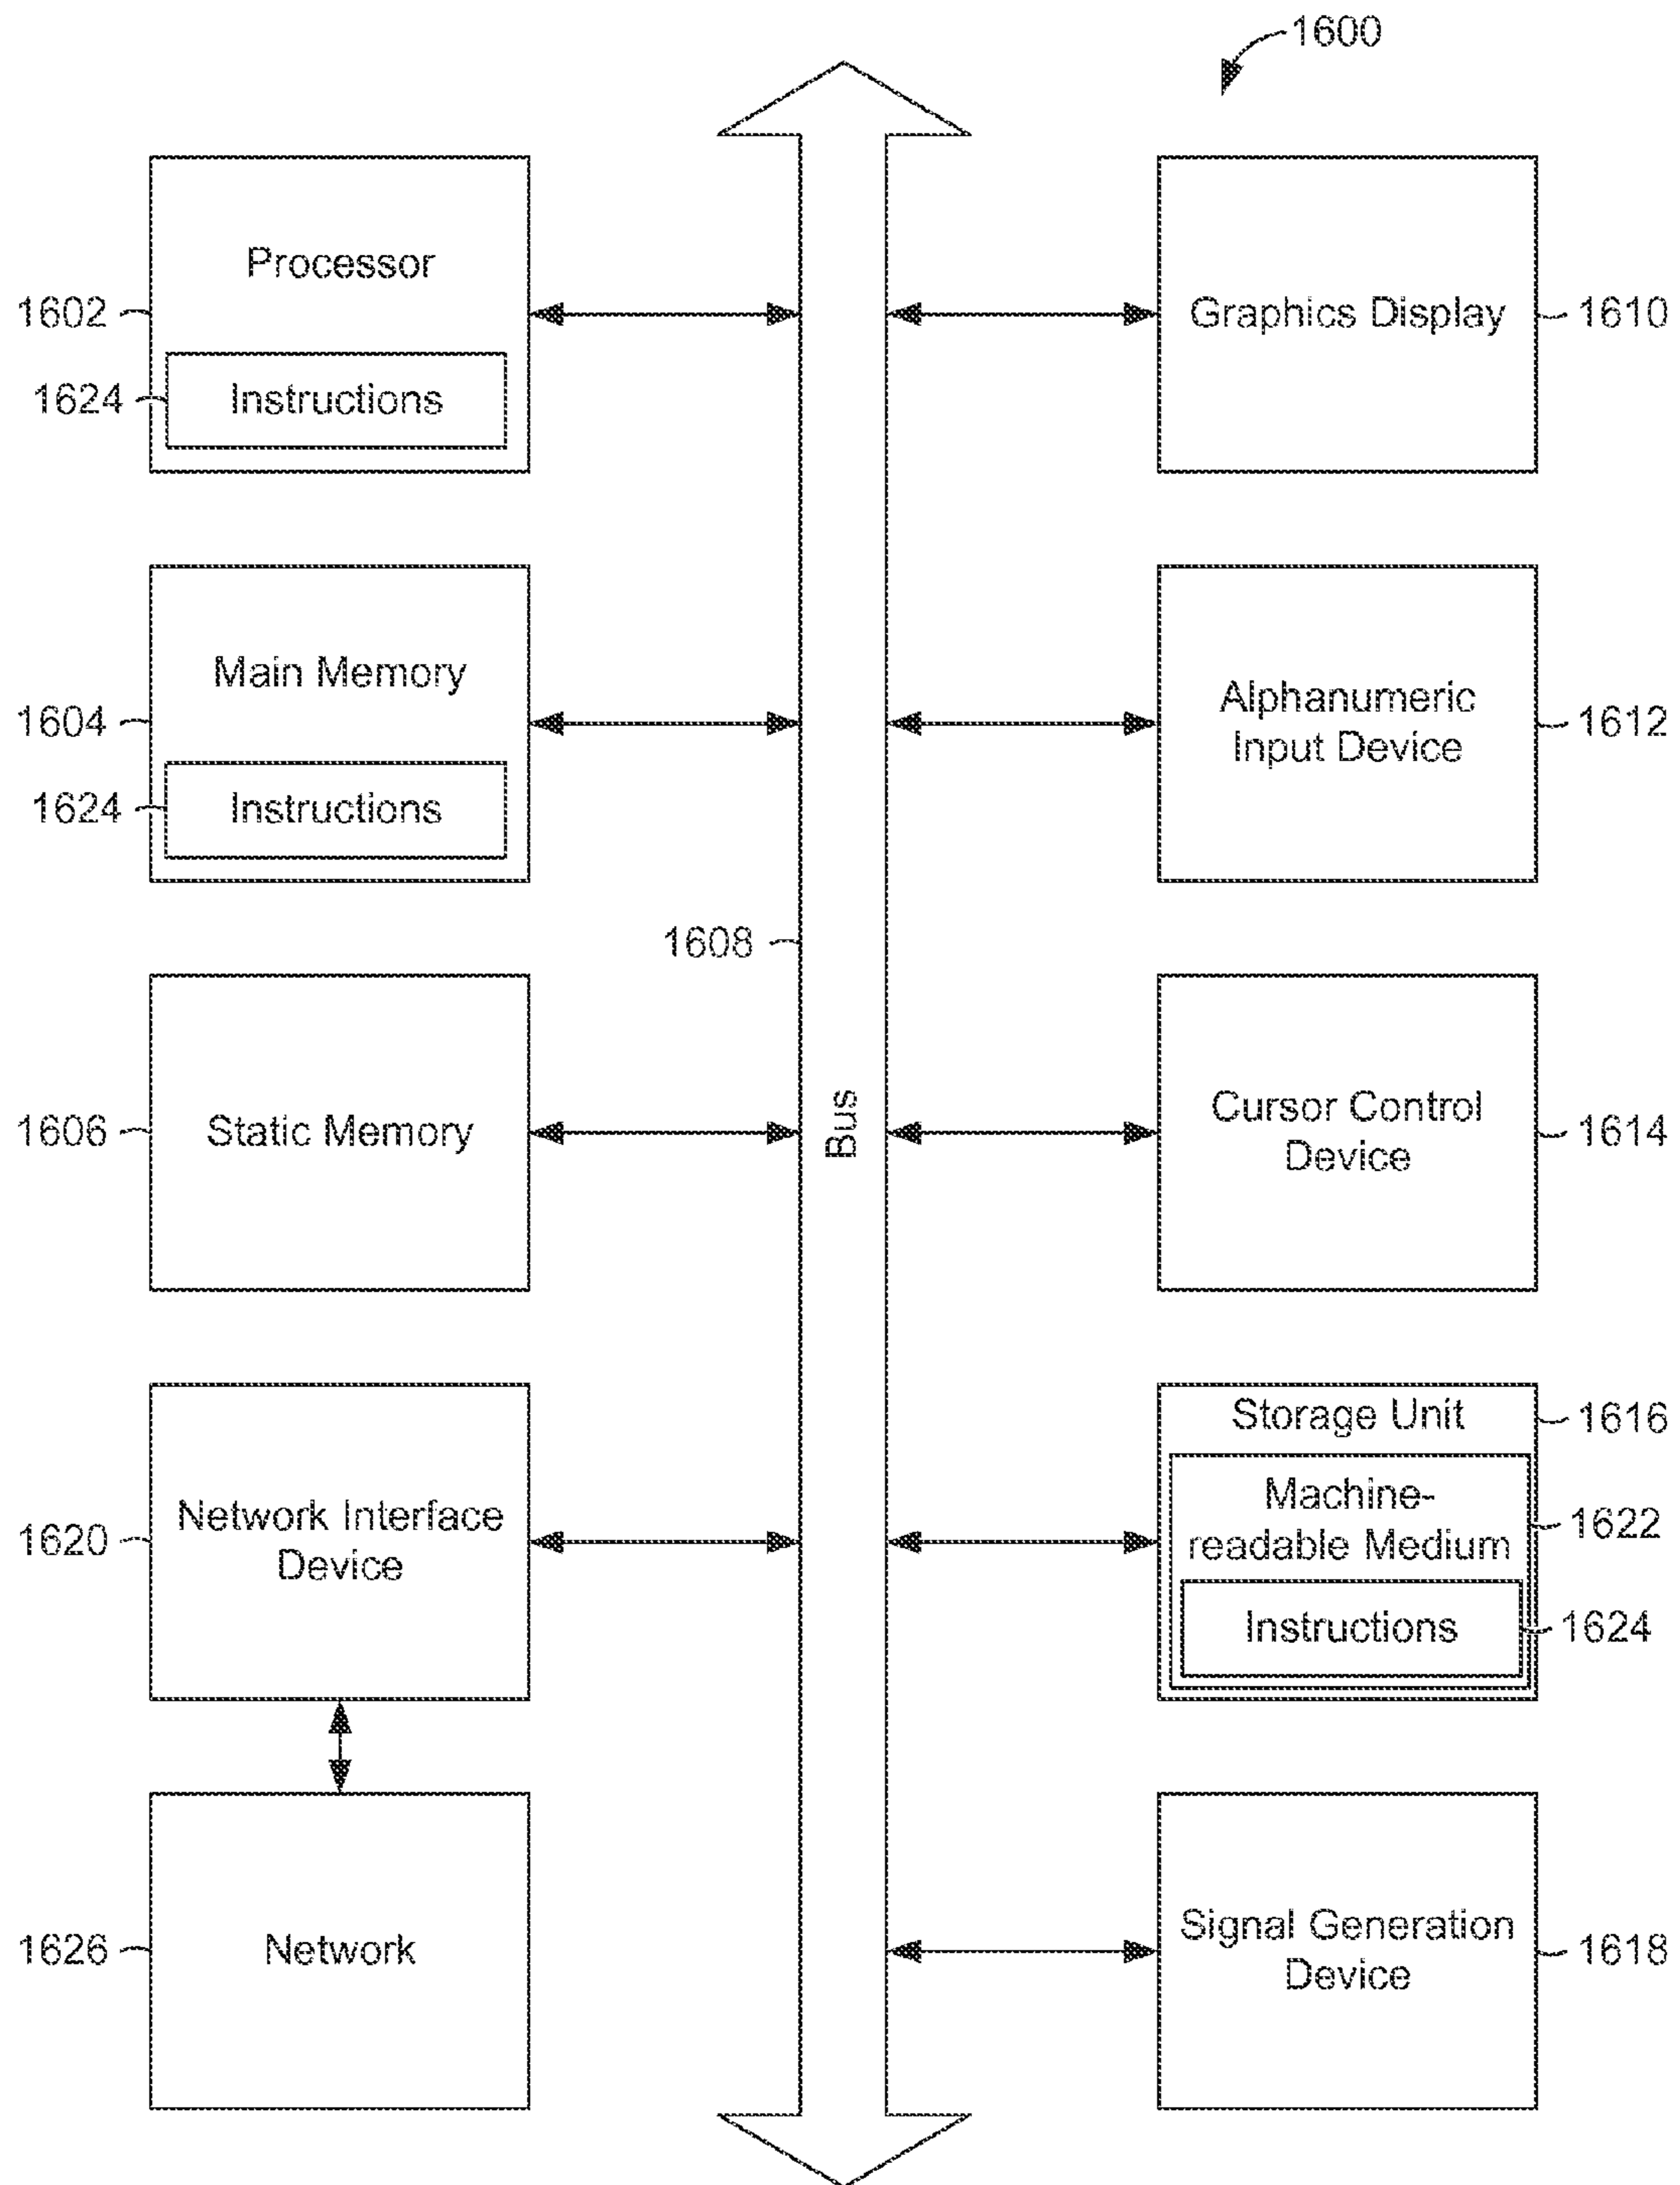 1600
Processor
1602
1624
Instructions
Graphics Display
1610
Main Memory
1604
1624
Instructions
Alphanumeric
Input Device
1612
1608
Bus
Static Memory
1606
Cursor Control
Device
1614
Network Interface
Device
1620
Storage Unit
1616
Machine-
readable Medium
1622
Instructions
1624
Network
1626
Signal Generation
Device
1618